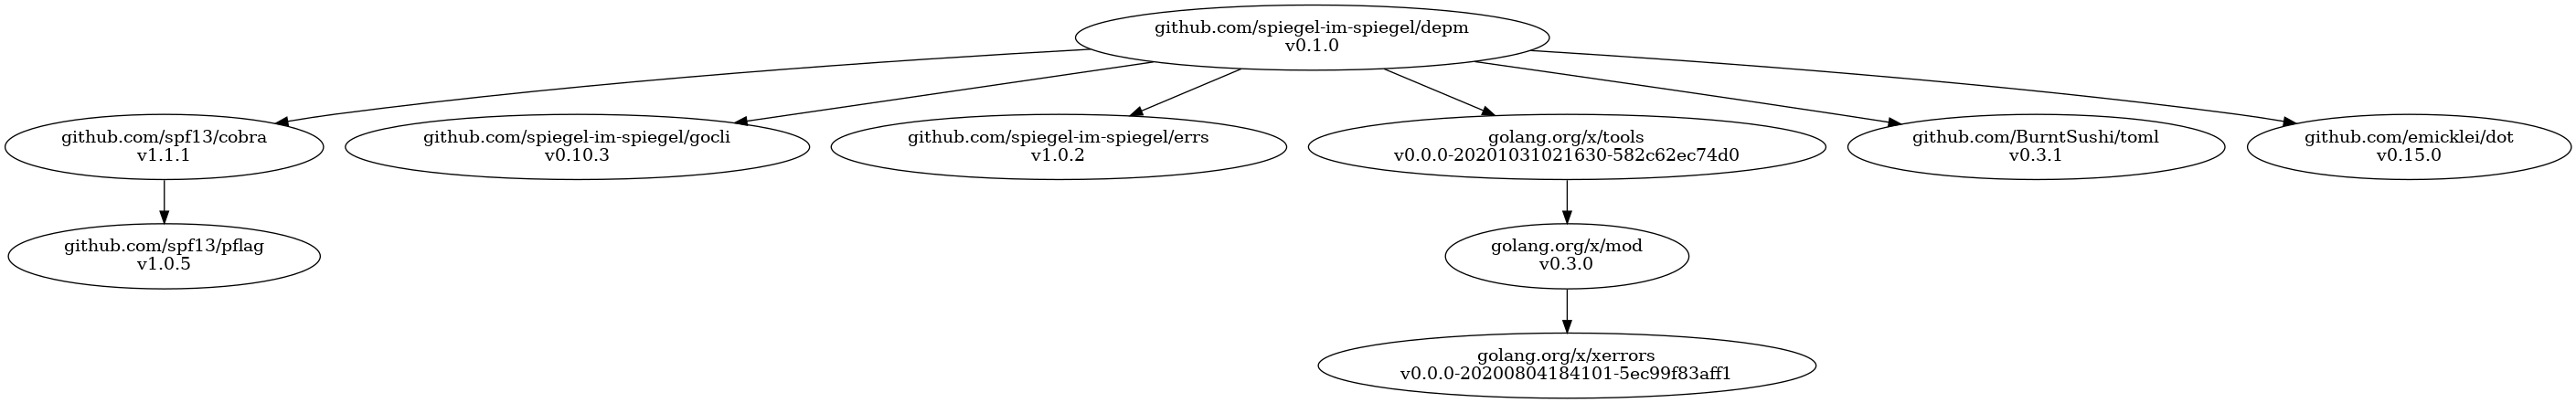 github.com/spiegel-im-spiegel/depm
v0.1.0
github.com/spf13/cobra
v1.1.1
github.com/spiegel-im-spiegel/gocli
v0.10.3
github.com/spiegel-im-spiegel/errs
v1.0.2
golang.org/x/tools
v0.0.0-20201031021630-582c62ec74d0
github.com/BurntSushi/toml
v0.3.1
github.com/emicklei/dot
v0.15.0
github.com/spf13/pflag
v1.0.5
golang.org/x/mod
v0.3.0
golang.org/x/xerrors
v0.0.0-20200804184101-5ec99f83aff1